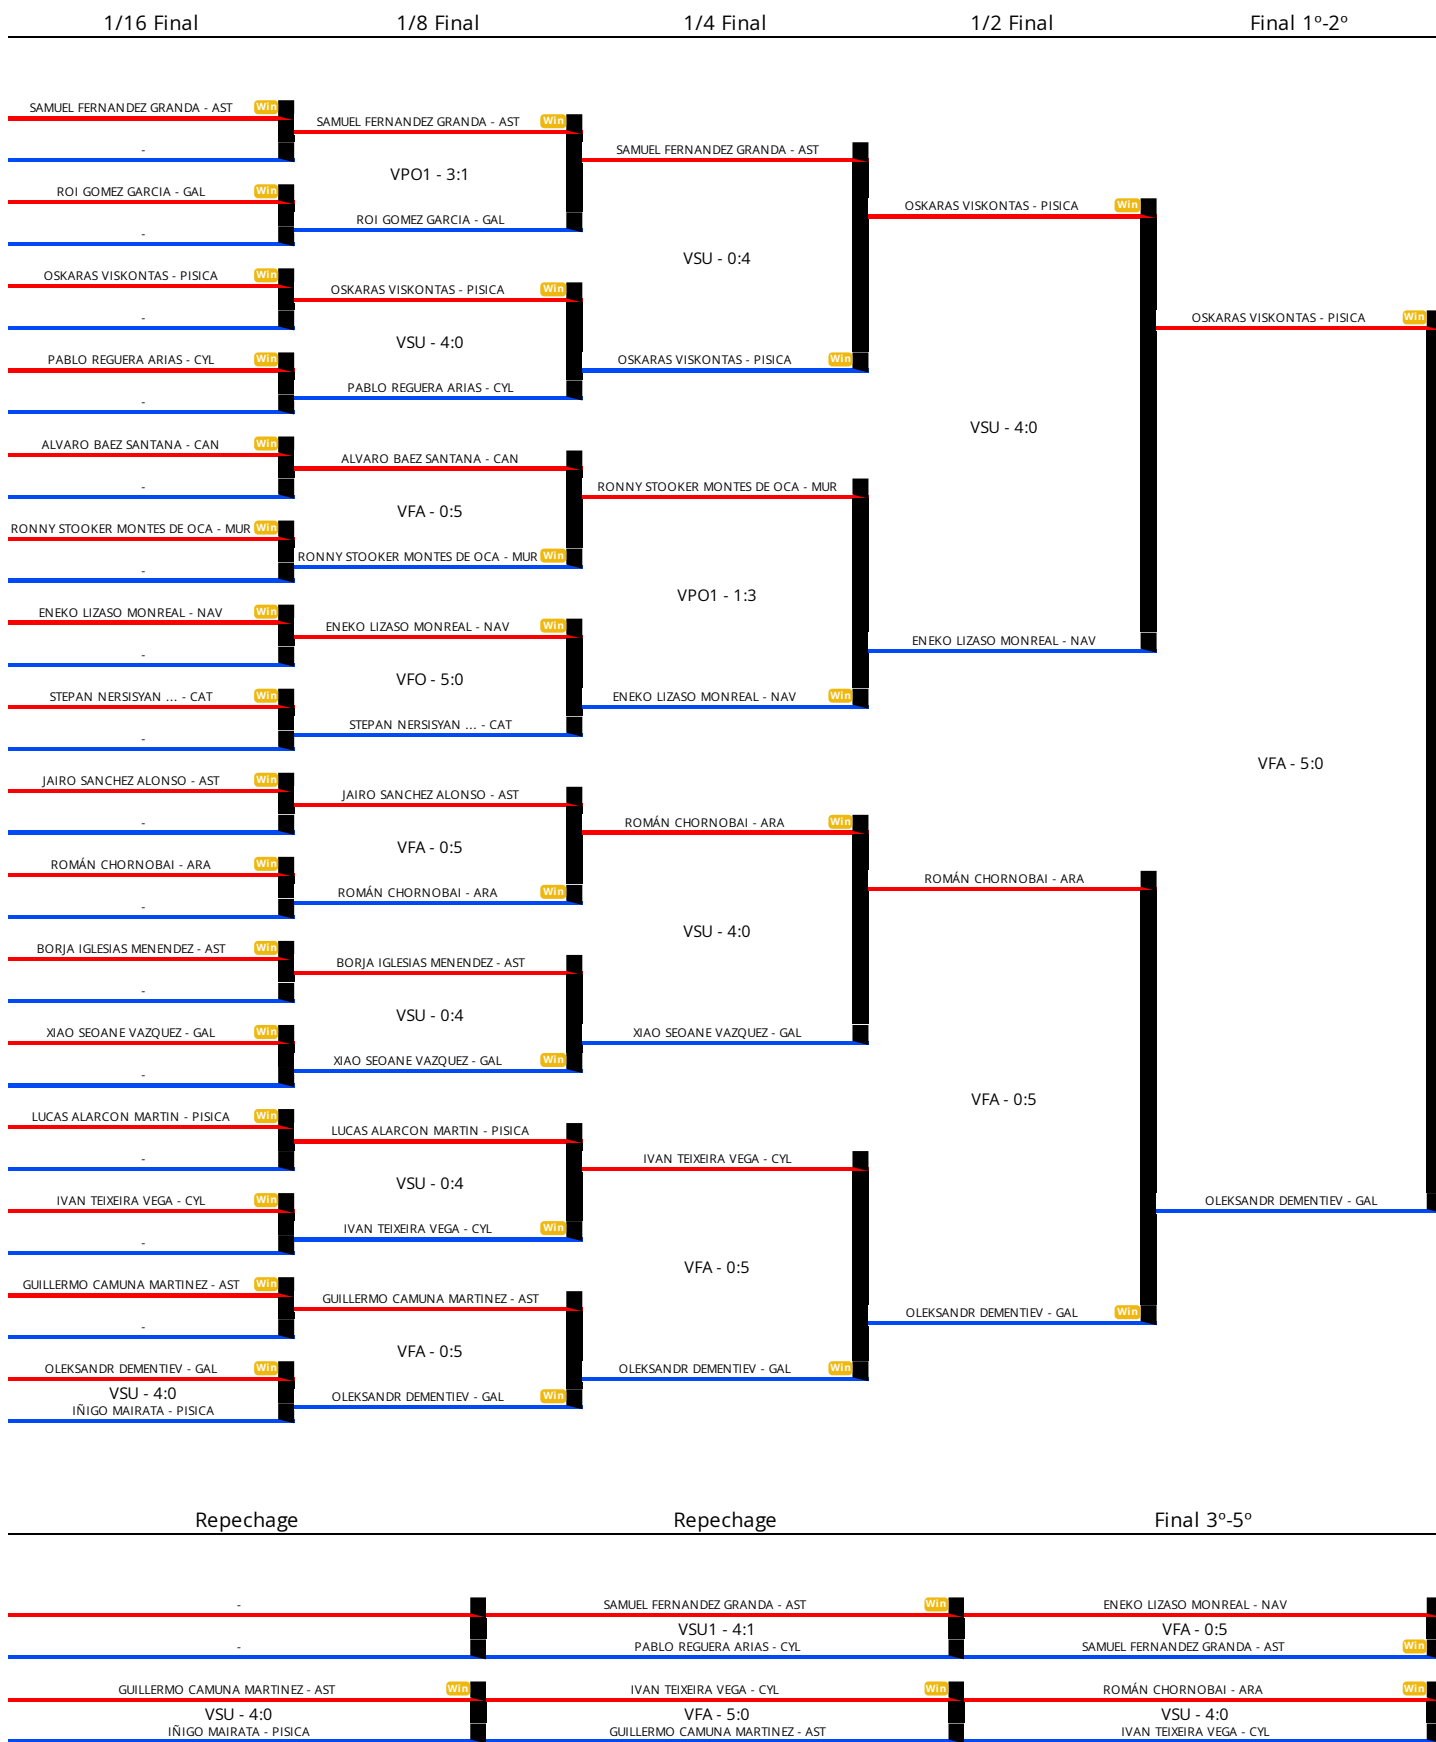 1/16 Final
1/8 Final
1/4 Final
1/2 Final
Final 1º-2º
SAMUEL FERNANDEZ GRANDA - AST Win
-
ROI GOMEZ GARCIA - GAL Win
-
OSKARAS VISKONTAS - PISICA Win
-
PABLO REGUERA ARIAS - CYL Win
-
ALVARO BAEZ SANTANA - CAN Win
-
RONNY STOOKER MONTES DE OCA - MUR Win
-
ENEKO LIZASO MONREAL - NAV Win
-
STEPAN NERSISYAN ... - CAT Win
-
JAIRO SANCHEZ ALONSO - AST Win
-
ROMÁN CHORNOBAI - ARA Win
-
BORJA IGLESIAS MENENDEZ - AST Win
-
XIAO SEOANE VAZQUEZ - GAL Win
-
LUCAS ALARCON MARTIN - PISICA Win
-
IVAN TEIXEIRA VEGA - CYL Win
-
GUILLERMO CAMUNA MARTINEZ - AST Win
-
OLEKSANDR DEMENTIEV - GAL Win
VSU - 4:0
IÑIGO MAIRATA - PISICA
SAMUEL FERNANDEZ GRANDA - AST Win
VPO1 - 3:1
ROI GOMEZ GARCIA - GAL
OSKARAS VISKONTAS - PISICA Win
VSU - 4:0
PABLO REGUERA ARIAS - CYL
ALVARO BAEZ SANTANA - CAN
VFA - 0:5
RONNY STOOKER MONTES DE OCA - MUR Win
ENEKO LIZASO MONREAL - NAV Win
VFO - 5:0
STEPAN NERSISYAN ... - CAT
JAIRO SANCHEZ ALONSO - AST
VFA - 0:5
ROMÁN CHORNOBAI - ARA Win
BORJA IGLESIAS MENENDEZ - AST
VSU - 0:4
XIAO SEOANE VAZQUEZ - GAL Win
LUCAS ALARCON MARTIN - PISICA
VSU - 0:4
IVAN TEIXEIRA VEGA - CYL Win
GUILLERMO CAMUNA MARTINEZ - AST
VFA - 0:5
OLEKSANDR DEMENTIEV - GAL Win
SAMUEL FERNANDEZ GRANDA - AST
VSU - 0:4
OSKARAS VISKONTAS - PISICA Win
RONNY STOOKER MONTES DE OCA - MUR
VPO1 - 1:3
ENEKO LIZASO MONREAL - NAV Win
ROMÁN CHORNOBAI - ARA Win
VSU - 4:0
XIAO SEOANE VAZQUEZ - GAL
IVAN TEIXEIRA VEGA - CYL
VFA - 0:5
OLEKSANDR DEMENTIEV - GAL Win
OSKARAS VISKONTAS - PISICA Win
VSU - 4:0
ENEKO LIZASO MONREAL - NAV
ROMÁN CHORNOBAI - ARA
VFA - 0:5
OLEKSANDR DEMENTIEV - GAL Win
OSKARAS VISKONTAS - PISICA Win
VFA - 5:0
OLEKSANDR DEMENTIEV - GAL
Repechage
Repechage
Final 3º-5º
-
-
GUILLERMO CAMUNA MARTINEZ - AST Win
VSU - 4:0
IÑIGO MAIRATA - PISICA
SAMUEL FERNANDEZ GRANDA - AST Win
VSU1 - 4:1
PABLO REGUERA ARIAS - CYL
IVAN TEIXEIRA VEGA - CYL Win
VFA - 5:0
GUILLERMO CAMUNA MARTINEZ - AST
ENEKO LIZASO MONREAL - NAV
VFA - 0:5
SAMUEL FERNANDEZ GRANDA - AST Win
ROMÁN CHORNOBAI - ARA Win
VSU - 4:0
IVAN TEIXEIRA VEGA - CYL